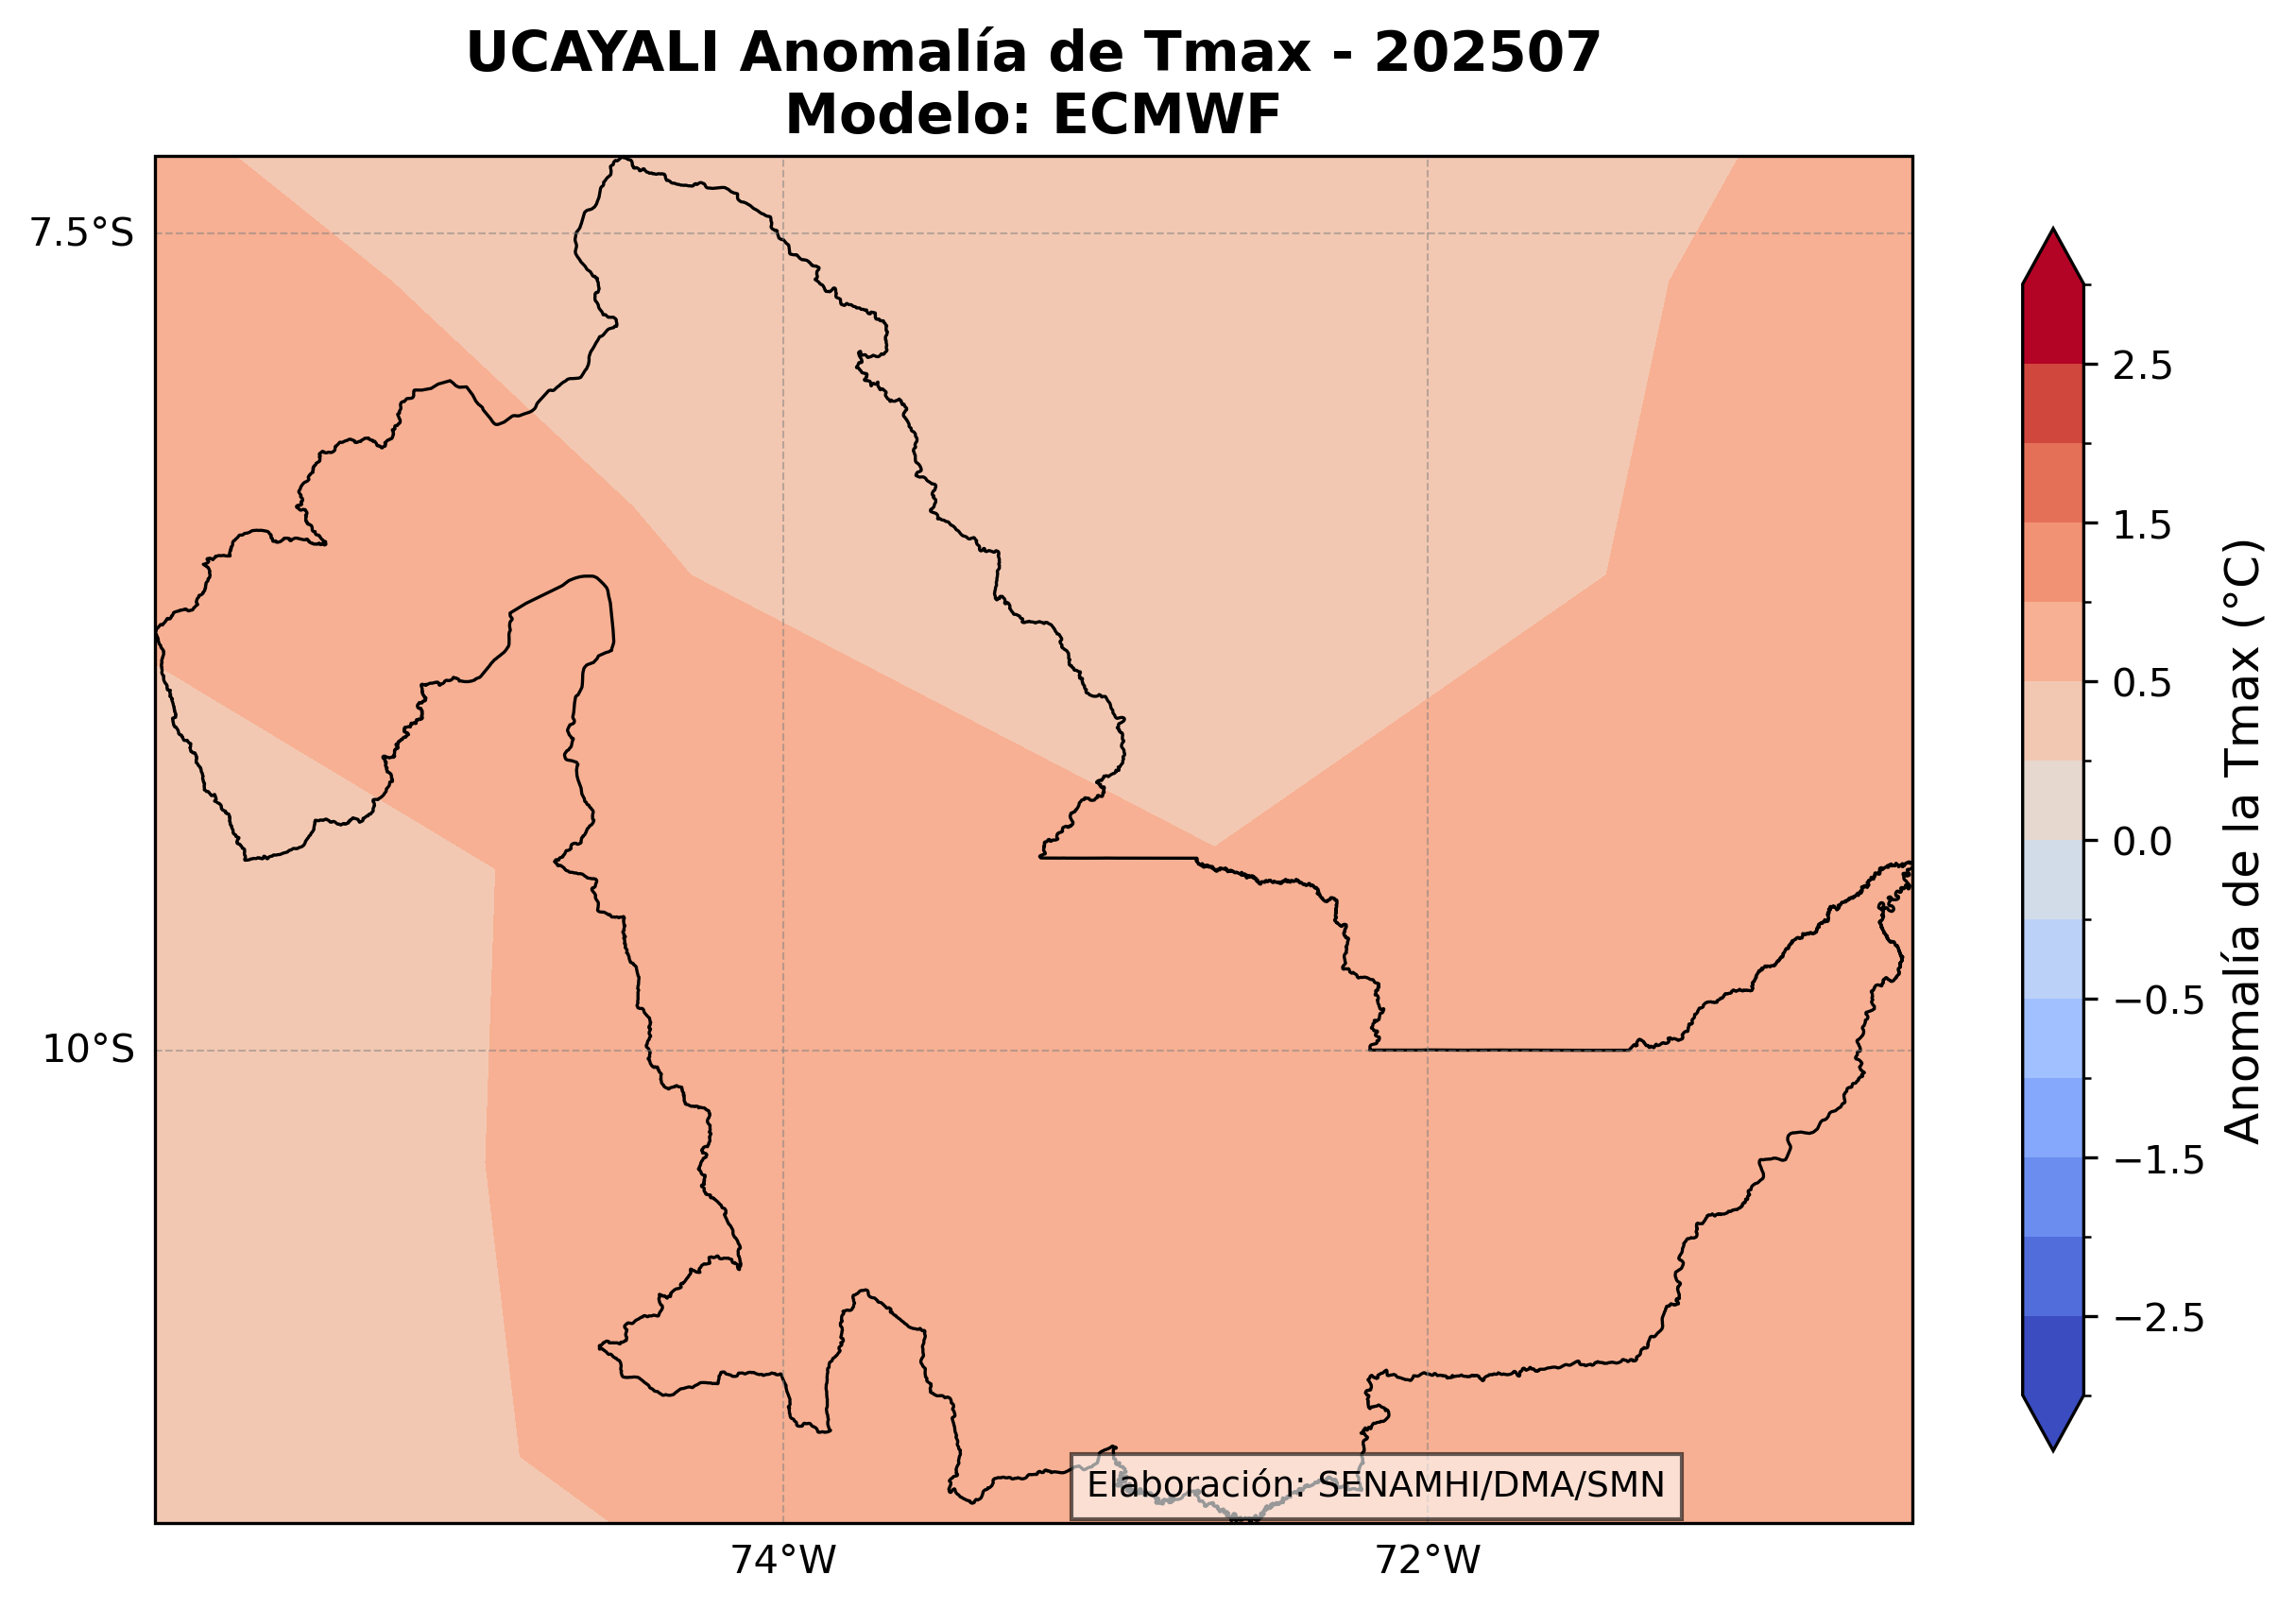 UCAYALI Anomalía de Tmax - 202507
Modelo: ECMWF
7.5°S
10°S
74°W
72°W
Elaboración: SENAMHI/DMA/SMN
2.5
1.5
0.5
0.0
−0.5
−1.5
−2.5
Anomalía de la Tmax (°C)